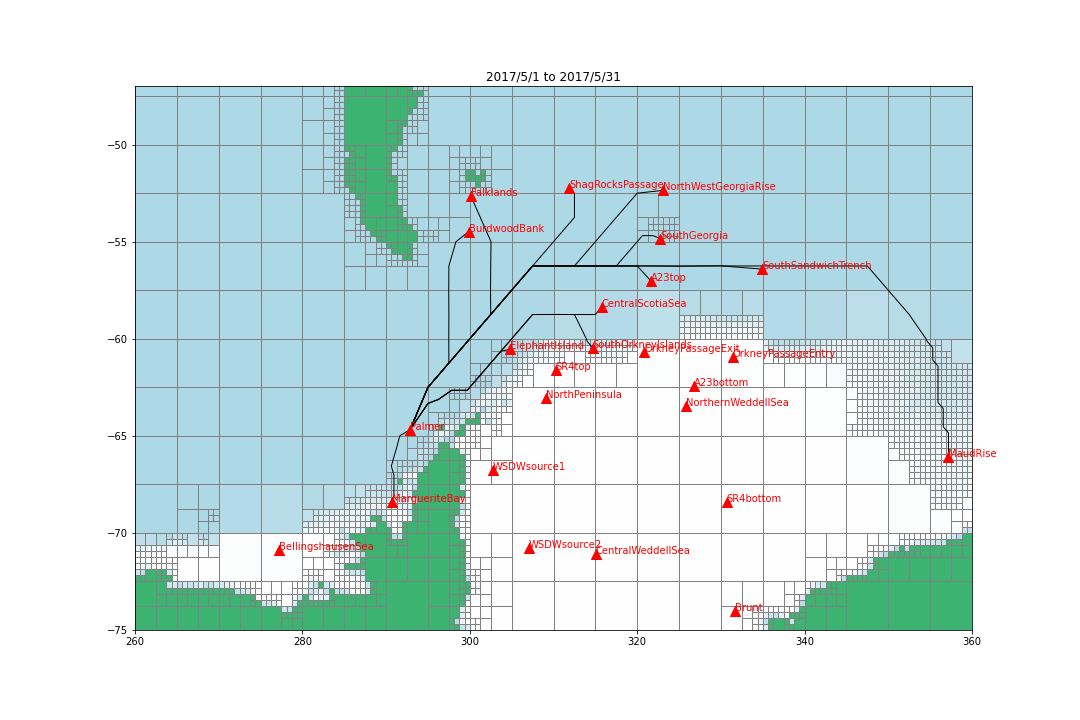 2017/5/1 to 2017/5/31
−50
ShagRocksPassage
NorthWestGeorgiaRise
Falklands
BurdwoodBank
SouthGeorgia
−55
SouthSandwichTrench
A23top
CentralScotiaSea
−60
ElephantIsland
SouthOrkneyIslands
OrkneyPassageExit
OrkneyPassageEntry
SR4top
A23bottom
NorthPeninsula
NorthernWeddellSea
Palmer
−65
MaudRise
WSDWsource1
MargueriteBay
SR4bottom
−70
BellingshausenSea
WSDWsource2
CentralWeddellSea
Brunt
−75
260
280
300
320
340
360